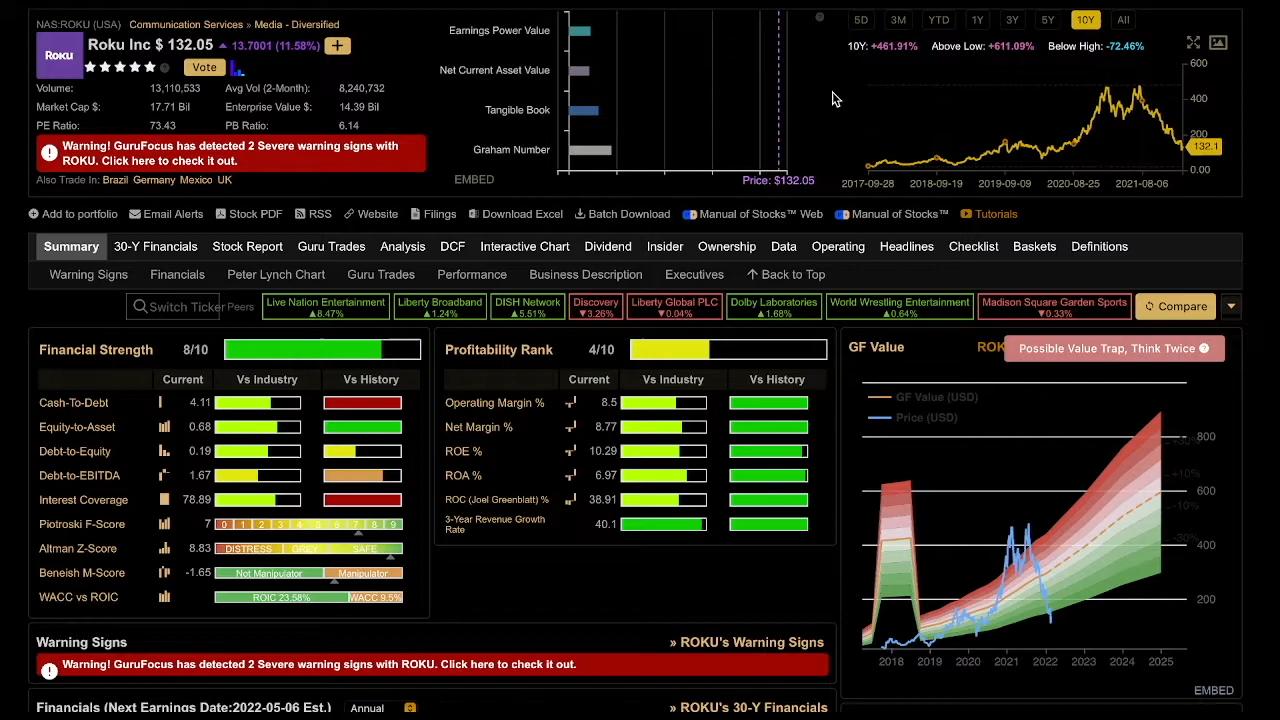 NAS:ROKU (USA) Communication Services » Media - Diversified
Roku
Roku Inc $ 132.05 ▲ 13.7001 (11.58%) +
Vote
Volume: 13,110,533 Avg Vol (2-Month): 8,240,732
Market Cap $: 17.71 Bil Enterprise Value $: 14.39 Bil
PE Ratio: 73.43 PB Ratio: 6.14
Warning! GuruFocus has detected 2 Severe warning signs with
ROKU. Click here to check it out.
Also Trade In: Brazil Germany Mexico UK
Earnings Power Value
Net Current Asset Value
Tangible Book
Graham Number
EMBED
Price: $132.05
5D 3M YTD 1Y 3Y 5Y 10Y All
10Y: +461.91% Above Low: +611.09% Below High: -72.46%
600
400
200
132.1
0.00
2017-09-28 2018-09-19 2019-09-09 2020-08-25 2021-08-06
Add to portfolio Email Alerts Stock PDF RSS Website Filings Download Excel Batch Download Manual of Stocks™ Web Manual of Stocks™ Tutorials
Summary 30-Y Financials Stock Report Guru Trades Analysis DCF Interactive Chart Dividend Insider Ownership Data Operating Headlines Checklist Baskets Definitions
Warning Signs Financials Peter Lynch Chart Guru Trades Performance Business Description Executives Back to Top
Switch Ticker Peers
Live Nation Entertainment ▲8.47%
Liberty Broadband ▲1.24%
DISH Network ▲5.51%
Discovery ▼3.26%
Liberty Global PLC ▼0.04%
Dolby Laboratories ▲1.68%
World Wrestling Entertainment ▲0.64%
Madison Square Garden Sports ▼0.33%
Compare
Financial Strength 8/10
Current Vs Industry Vs History
Cash-To-Debt 4.11
Equity-to-Asset 0.68
Debt-to-Equity 0.19
Debt-to-EBITDA 1.67
Interest Coverage 78.89
Piotroski F-Score 7 0 1 2 3 4 5 6 7 8 9
Altman Z-Score 8.83 DISTRESS GREY SAFE
Beneish M-Score -1.65 Not Manipulator Manipulator
WACC vs ROIC ROIC 23.58% WACC 9.5%
Profitability Rank 4/10
Current Vs Industry Vs History
Operating Margin % 8.5
Net Margin % 8.77
ROE % 10.29
ROA % 6.97
ROC (Joel Greenblatt) % 38.91
3-Year Revenue Growth
Rate 40.1
GF Value ROK
Possible Value Trap, Think Twice
GF Value (USD)
Price (USD)
+30%
800
+10%
600
-10%
-30%
400
200
2018 2019 2020 2021 2022 2023 2024 2025
EMBED
Warning Signs » ROKU's Warning Signs
Warning! GuruFocus has detected 2 Severe warning signs with ROKU. Click here to check it out.
Financials (Next Earnings Date:2022-05-06 Est.) Annual » ROKU's 30-Y Financials